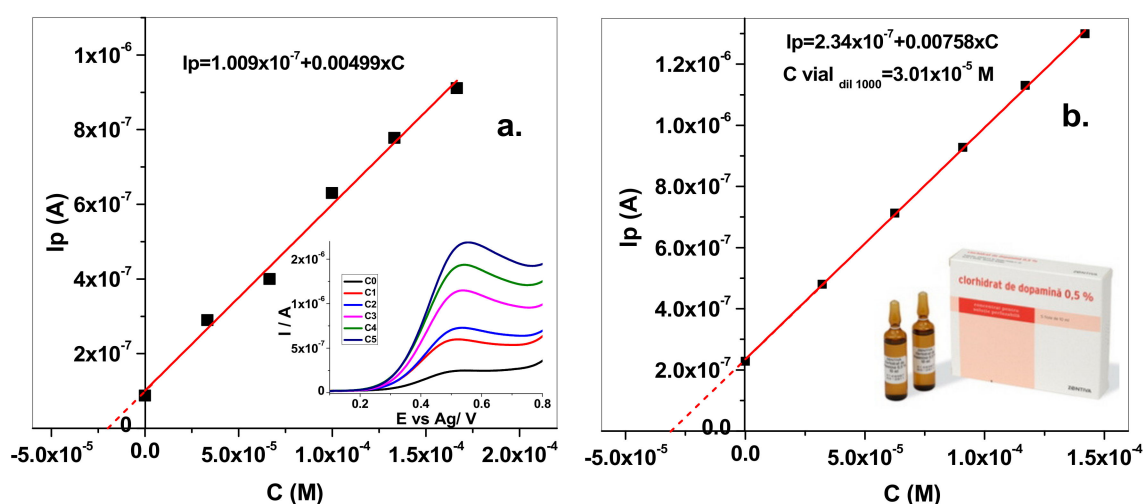 1x10⁻⁶
8x10⁻⁷
6x10⁻⁷
4x10⁻⁷
2x10⁻⁷
0
Ip (A)
Ip=1.009x10⁻⁷+0.00499xC
a.
2x10⁻⁶
1x10⁻⁶
5x10⁻⁷
0
I / A
C0
C1
C2
C3
C4
C5
0.2 0.4 0.6 0.8
E vs Ag/ V
-5.0x10⁻⁵ 0.0 5.0x10⁻⁵ 1.0x10⁻⁴ 1.5x10⁻⁴ 2.0x10⁻⁴
C (M)
1.2x10⁻⁶
1.0x10⁻⁶
8.0x10⁻⁷
6.0x10⁻⁷
4.0x10⁻⁷
2.0x10⁻⁷
0.0
Ip (A)
Ip=2.34x10⁻⁷+0.00758xC
C vial dil 1000=3.01x10⁻⁵ M
b.
ZENTIVA
clorhidrat de dopamină 0,5 %
ZENTIVA
-5.0x10⁻⁵ 0.0 5.0x10⁻⁵ 1.0x10⁻⁴ 1.5x10⁻⁴
C (M)